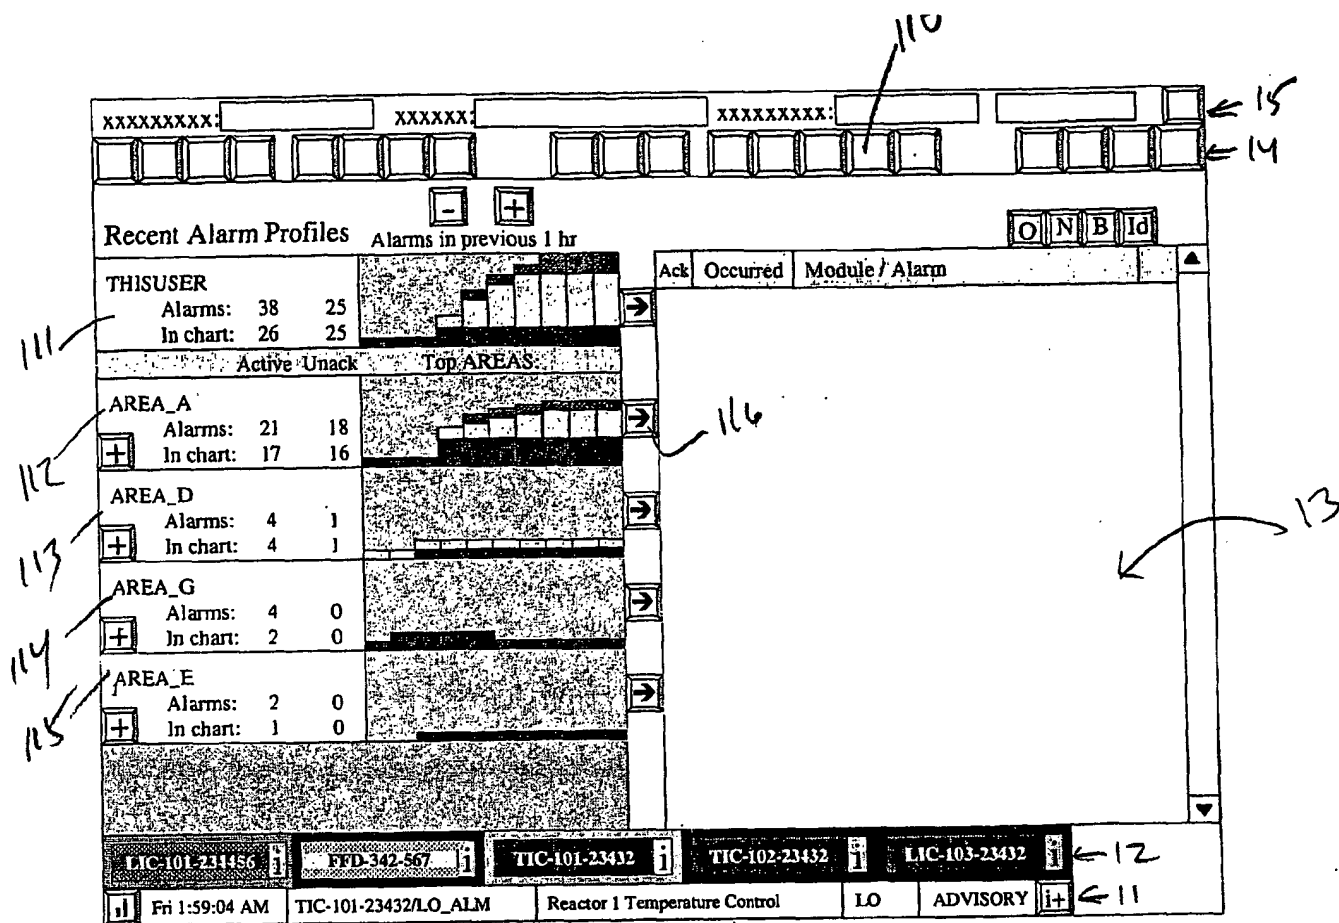 110
xxxxxxxxx: xxxxxx: xxxxxxxxx: 15
14
- +
Recent Alarm Profiles Alarms in previous 1 hr O N B Id
Ack Occurred Module / Alarm
THISUSER
Alarms: 38 25
In chart: 26 25
111
Active Unack Top AREAS
AREA_A
Alarms: 21 18
+ In chart: 17 16
112
116
AREA_D
Alarms: 4 1
+ In chart: 4 1
113
13
AREA_G
Alarms: 4 0
+ In chart: 2 0
114
AREA_E
Alarms: 2 0
+ In chart: 1 0
115
LIC-101-234456 i FFD-342-567 i TIC-101-23432 i TIC-102-23432 i LIC-103-23432 i 12
Fri 1:59:04 AM TIC-101-23432/LO_ALM Reactor 1 Temperature Control LO ADVISORY i+ 11